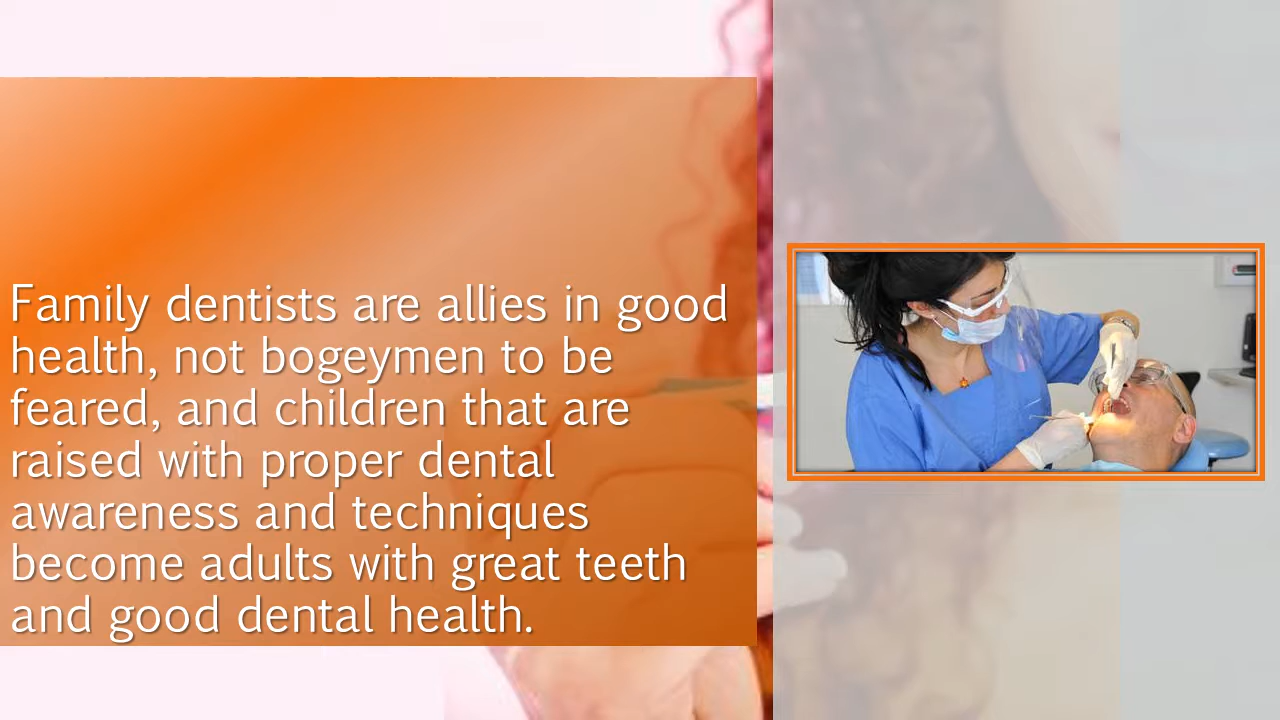 Family dentists are allies in good
health, not bogeymen to be
feared, and children that are
raised with proper dental
awareness and techniques
become adults with great teeth
and good dental health.